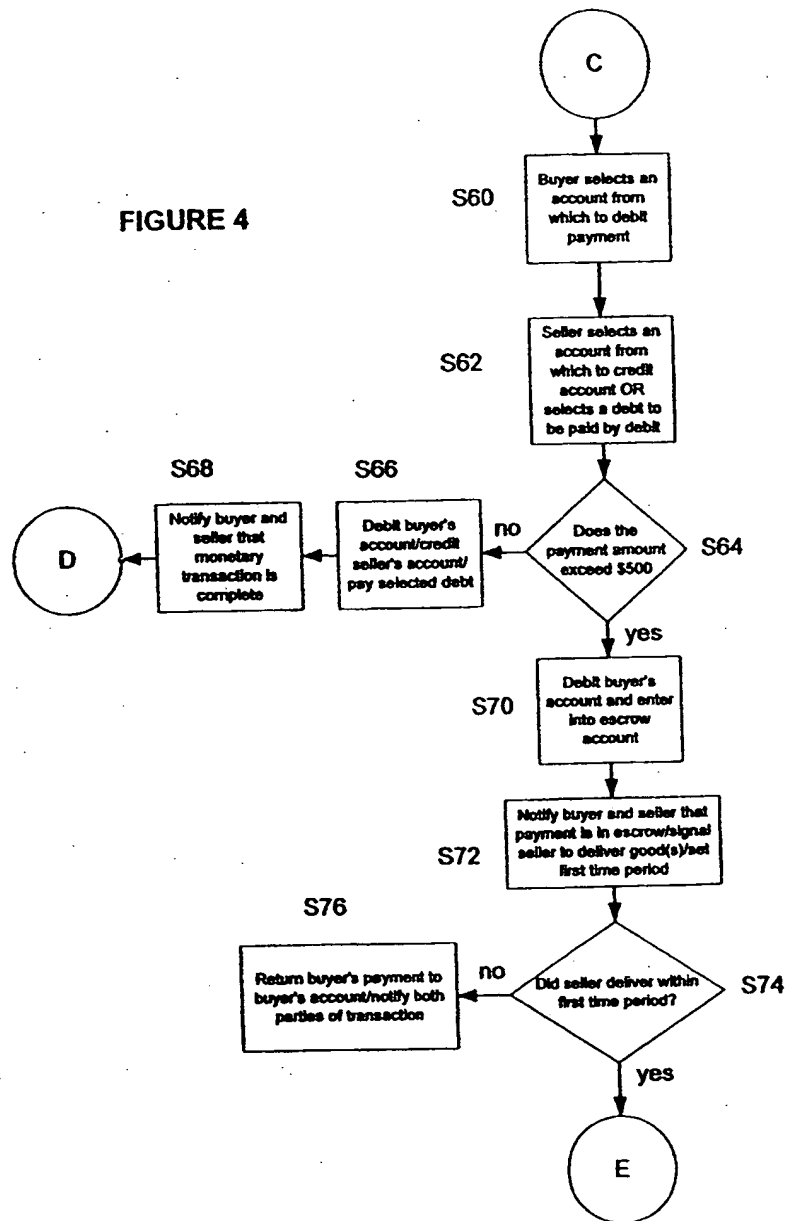 C
FIGURE 4
S60
Buyer selects an
account from
which to debit
payment
S62
Seller selects an
account from
which to credit
account OR
selects a debt to
be paid by debit
S68
Notify buyer and
seller that
monetary
transaction is
complete
S66
Debit buyer's
account/credit
seller's account/
pay selected debt
no
Does the
payment amount
exceed $500
S64
D
yes
S70
Debit buyer's
account and enter
into escrow
account
S72
Notify buyer and seller that
payment is in escrow/signal
seller to deliver good(s)/set
first time period
S76
Return buyer's payment to
buyer's account/notify both
parties of transaction
no
Did seller deliver within
first time period?
S74
yes
E